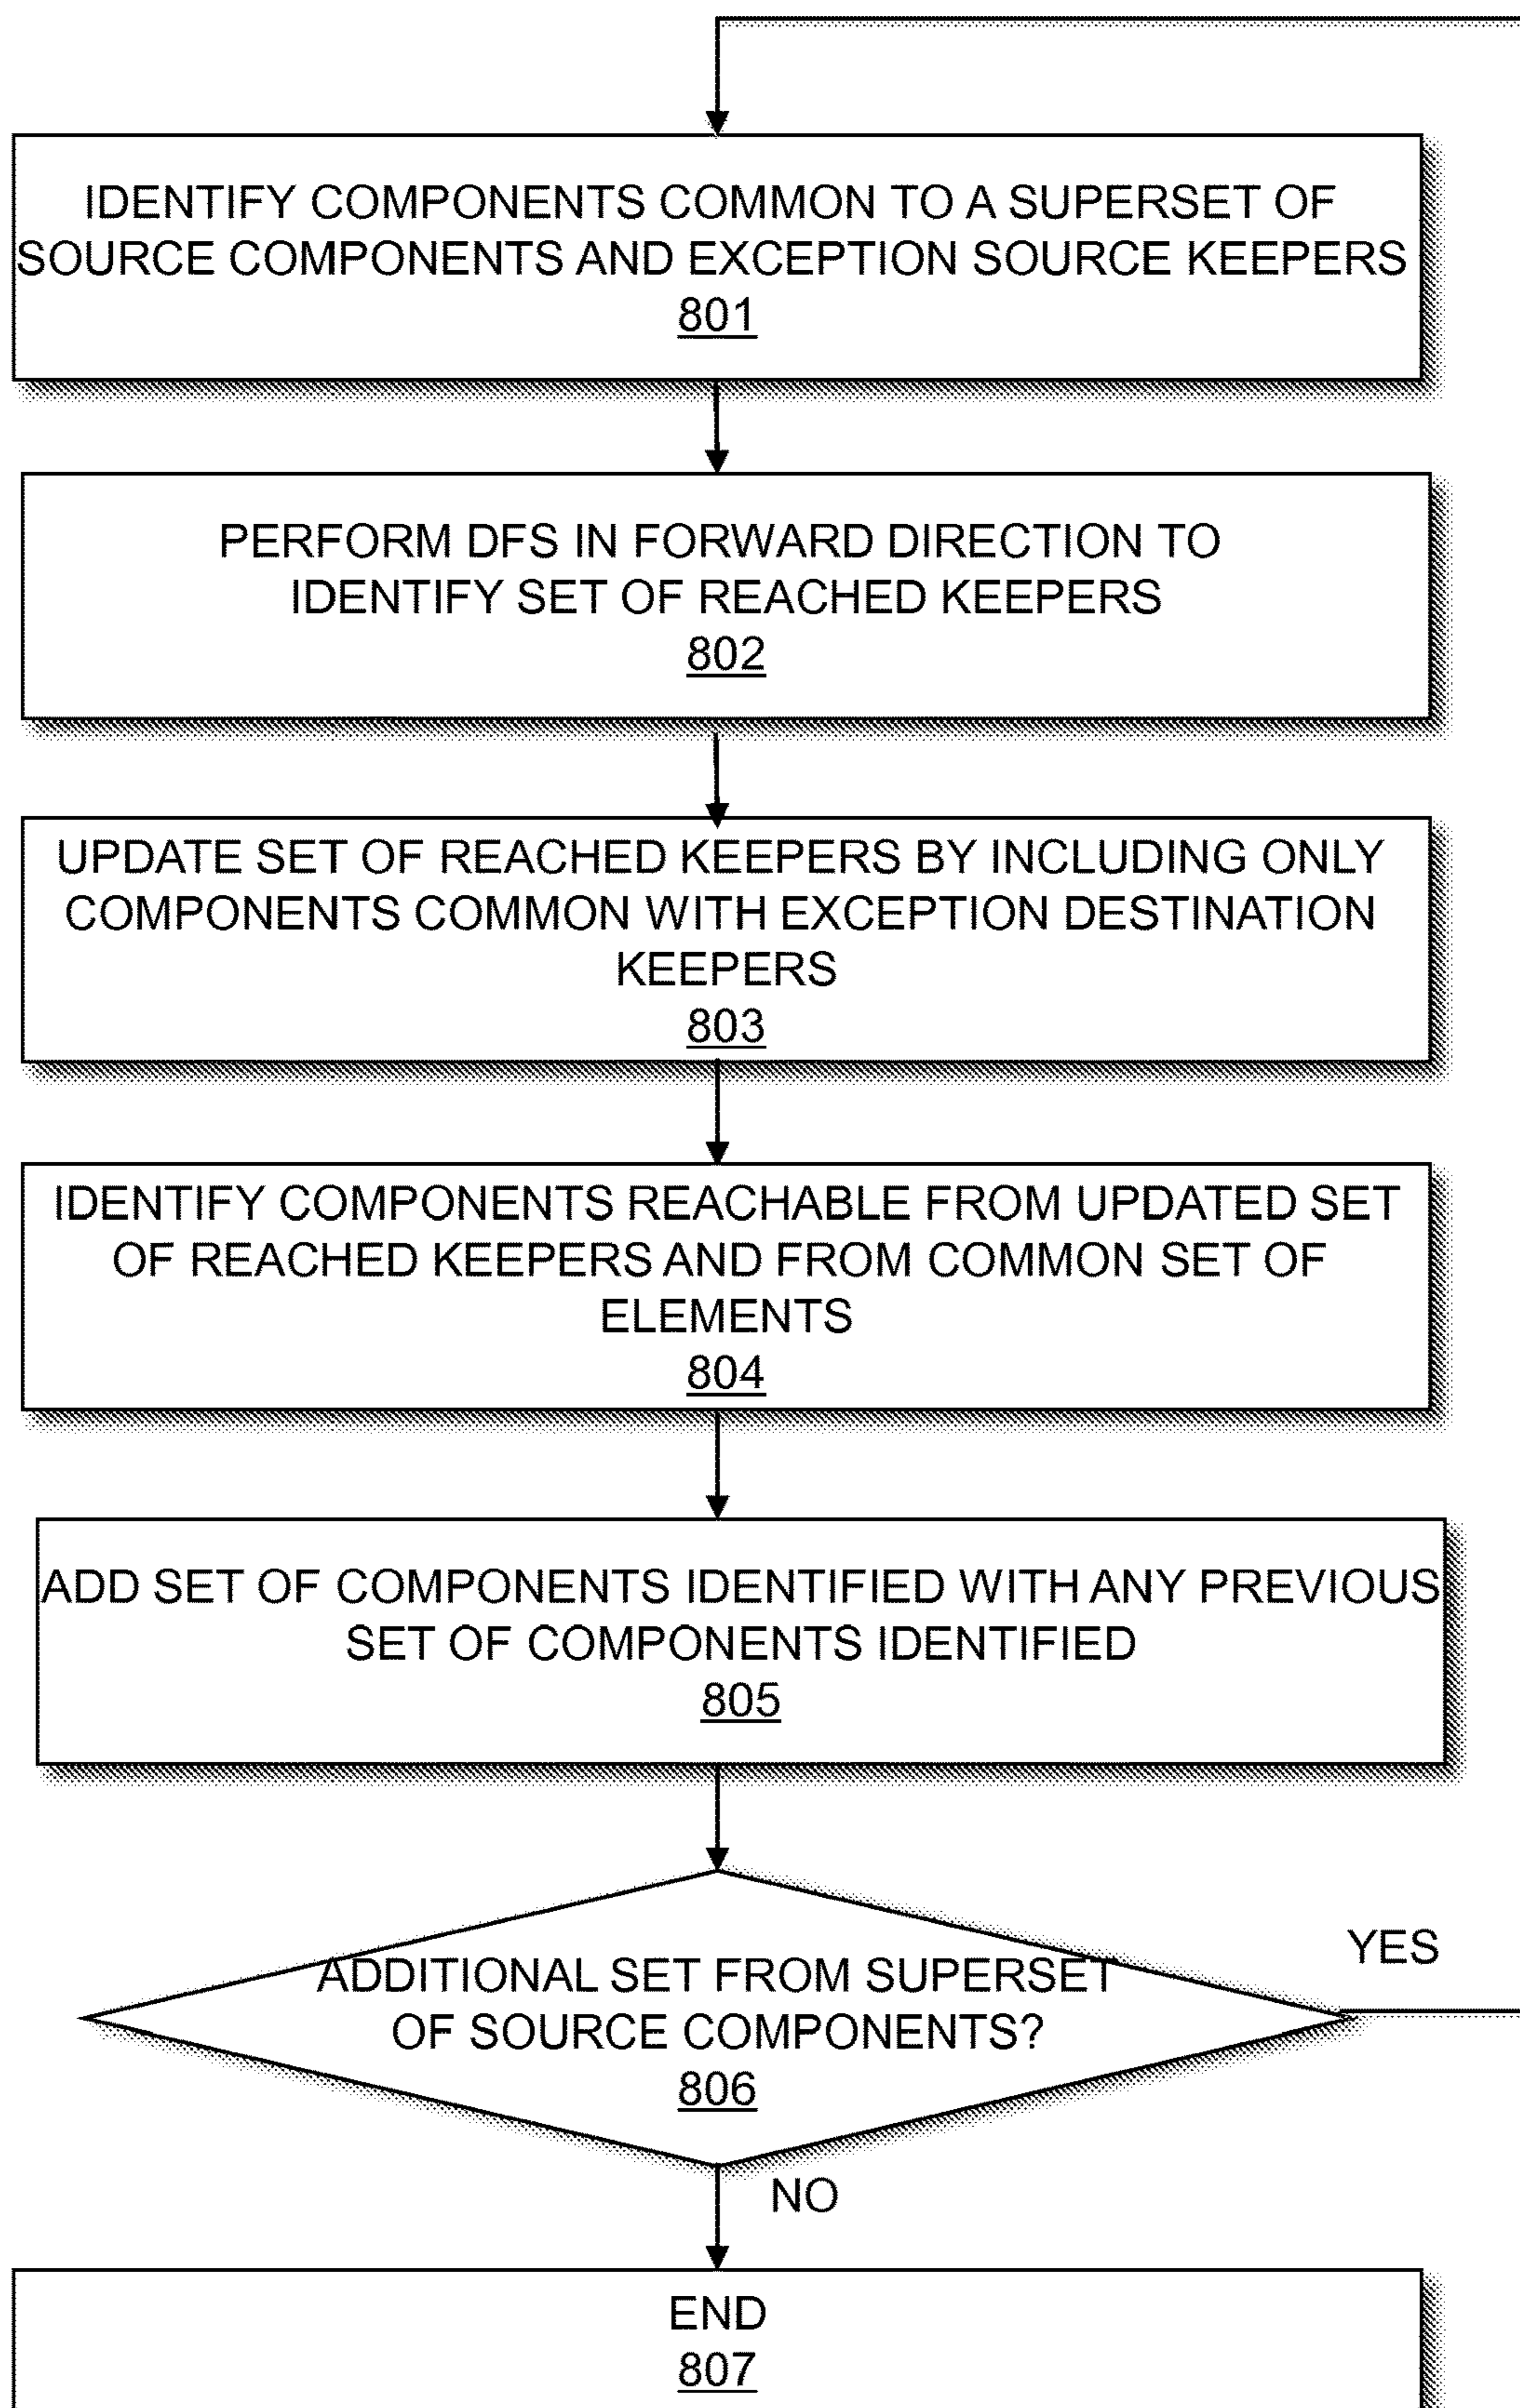 IDENTIFY COMPONENTS COMMON TO A SUPERSET OF
SOURCE COMPONENTS AND EXCEPTION SOURCE KEEPERS
801
PERFORM DFS IN FORWARD DIRECTION TO
IDENTIFY SET OF REACHED KEEPERS
802
UPDATE SET OF REACHED KEEPERS BY INCLUDING ONLY
COMPONENTS COMMON WITH EXCEPTION DESTINATION
KEEPERS
803
IDENTIFY COMPONENTS REACHABLE FROM UPDATED SET
OF REACHED KEEPERS AND FROM COMMON SET OF
ELEMENTS
804
ADD SET OF COMPONENTS IDENTIFIED WITH ANY PREVIOUS
SET OF COMPONENTS IDENTIFIED
805
YES
ADDITIONAL SET FROM SUPERSET
OF SOURCE COMPONENTS?
806
NO
END
807